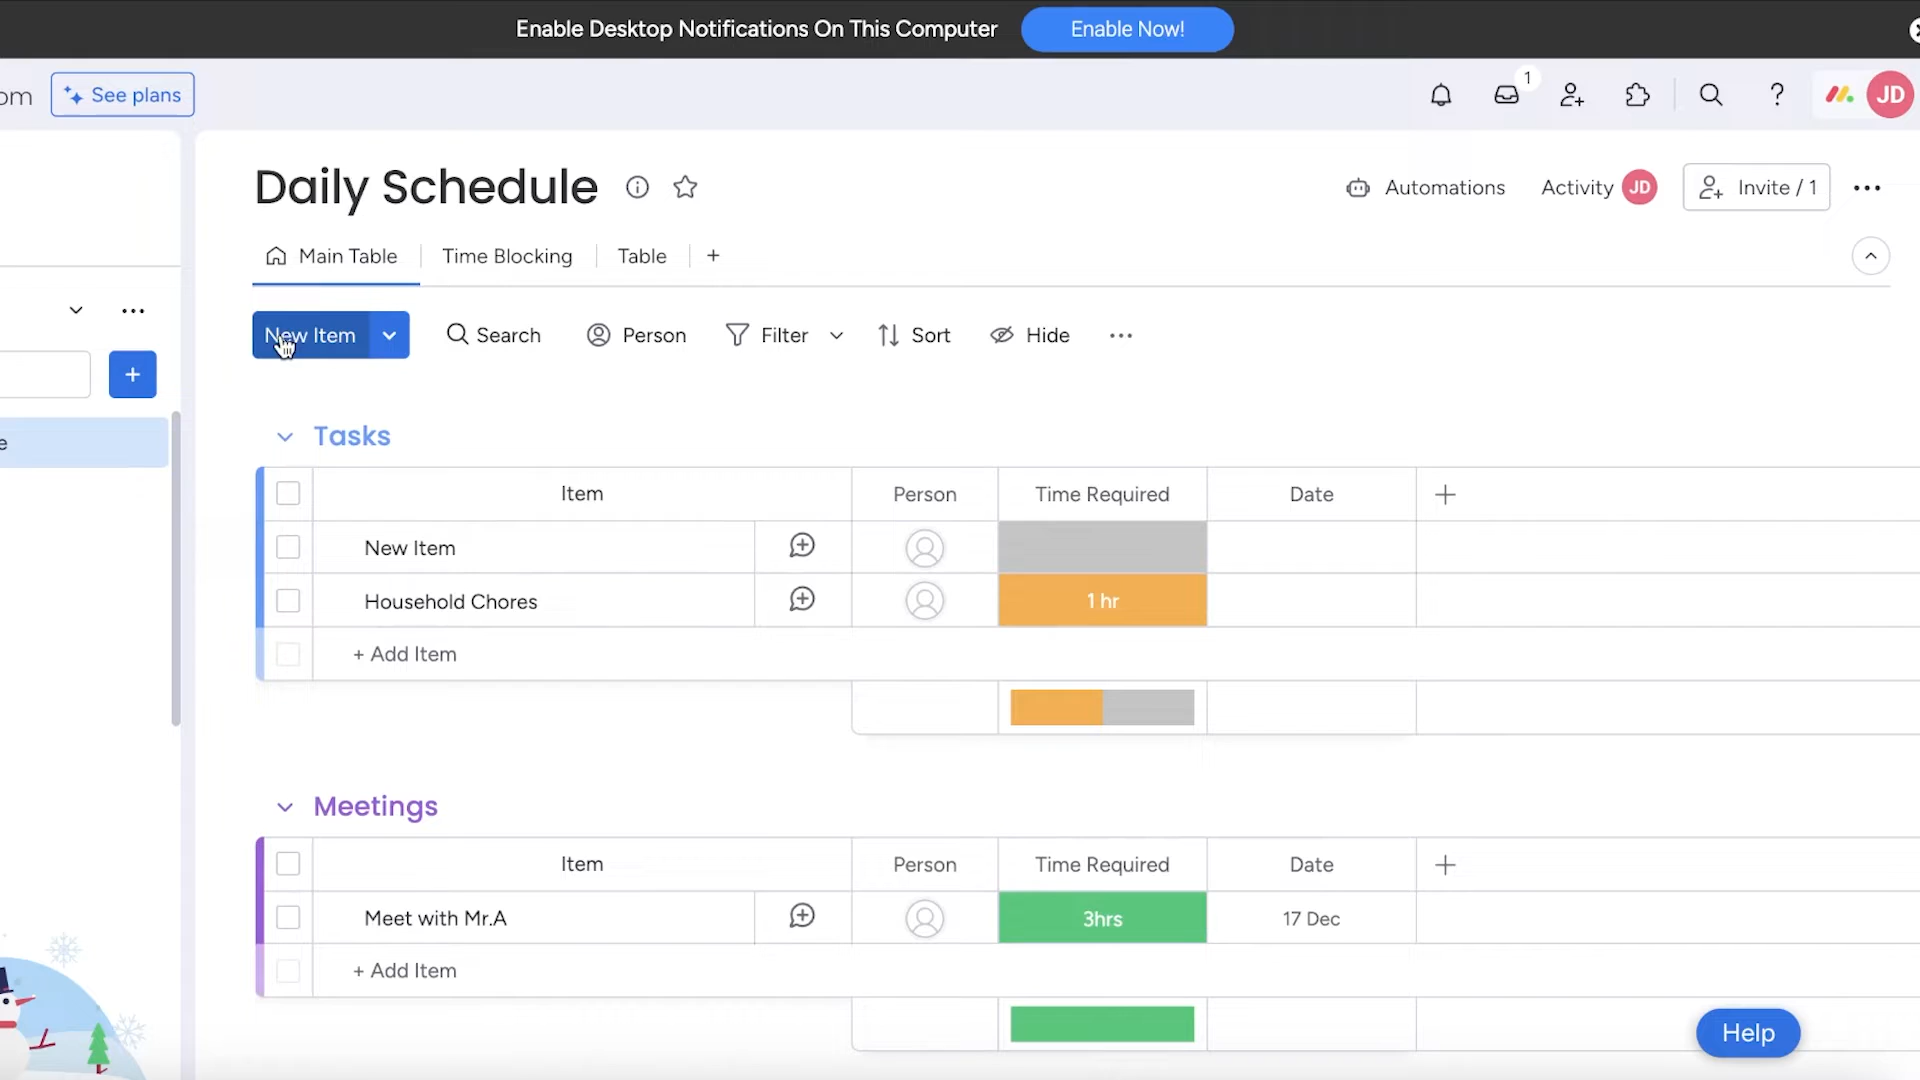 Enable Desktop Notifications On This Computer Enable Now!
om See plans 1 JD
Daily Schedule Automations Activity JD Invite / 1
Main Table Time Blocking Table +
New Item Search Person Filter Sort Hide
+
e
Tasks
Item Person Time Required Date +
New Item
Household Chores 1 hr
+ Add Item
Meetings
Item Person Time Required Date +
Meet with Mr.A 3hrs 17 Dec
+ Add Item
Help